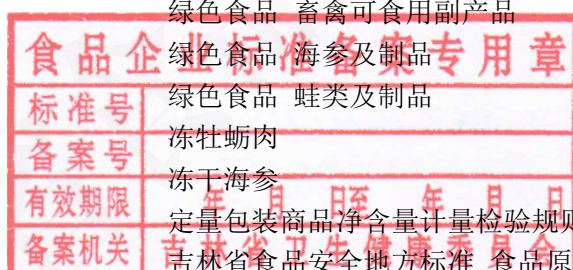 绿色食品 畜禽可食用副产品
食品企业标准备案专用章
绿色食品 海参及制品
标准号
绿色食品 蛙类及制品
备案号
冻牡蛎肉
冻干海参
有效期限 年 月 日至 年 月 日
定量包装商品净含量计量检验规则
备案机关 吉林省卫生健康委员会
吉林省食品安全地方标准 食品原